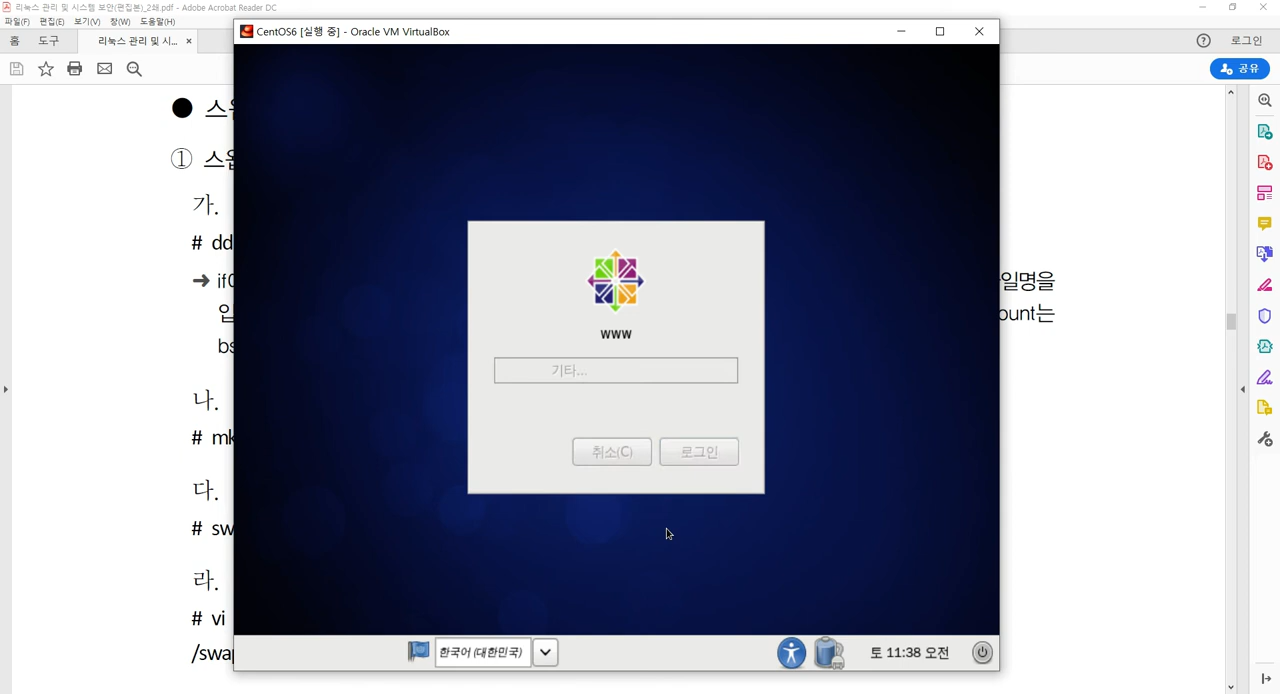 리눅스 관리 및 시스템 보안(편집본)_2쇄.pdf - Adobe Acrobat Reader DC
파일(F) 편집(E) 보기(V) 창(W) 도움말(H)
홈 도구 리눅스 관리 및 시... ×
로그인
공유
CentOS6 [실행 중] - Oracle VM VirtualBox
● 스
① 스
가.
# dd
➔ if
일명을
입
ount는
bs
나.
# mk
다.
# sw
라.
# vi
/swap
www
기타...
취소(C) 로그인
한국어 (대한민국)
토 11:38 오전